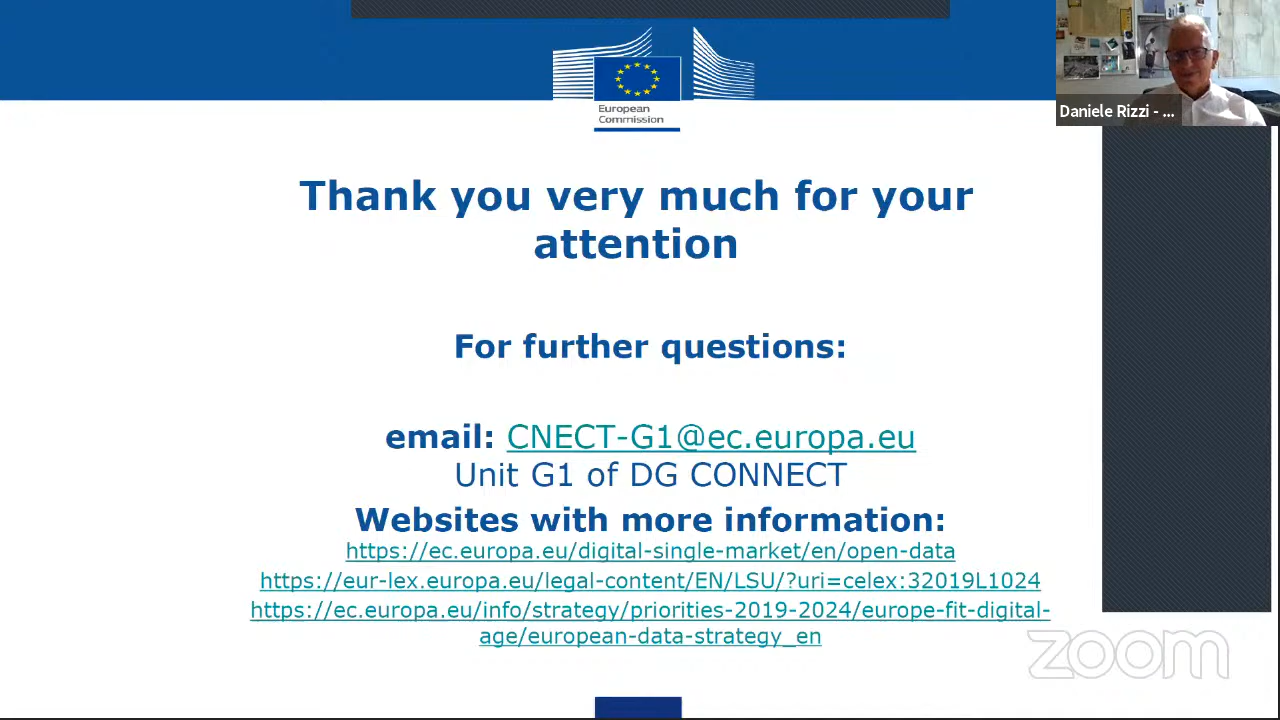 European
Commission
Daniele Rizzi - ...
Thank you very much for your
attention
For further questions:
email: CNECT-G1@ec.europa.eu
Unit G1 of DG CONNECT
Websites with more information:
https://ec.europa.eu/digital-single-market/en/open-data
https://eur-lex.europa.eu/legal-content/EN/LSU/?uri=celex:32019L1024
https://ec.europa.eu/info/strategy/priorities-2019-2024/europe-fit-digital-
age/european-data-strategy_en
zoom